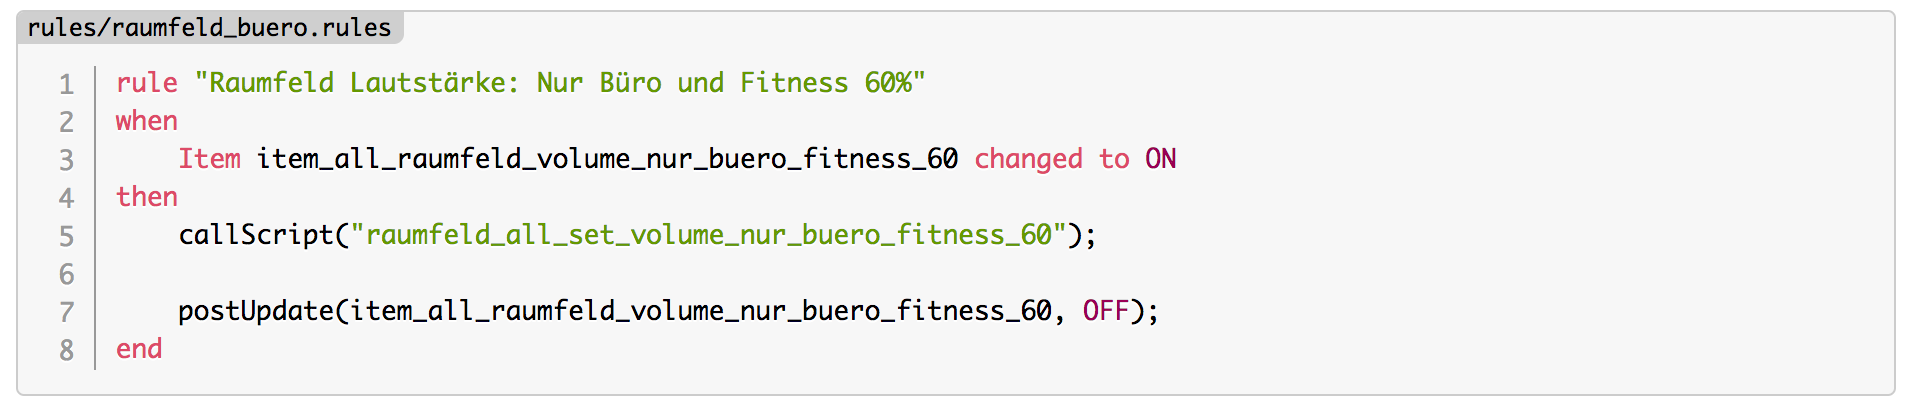 rules/raumfeld_buero.rules
1 rule "Raumfeld Lautstärke: Nur Büro und Fitness 60%"
2 when
3     Item item_all_raumfeld_volume_nur_buero_fitness_60 changed to ON
4 then
5     callScript("raumfeld_all_set_volume_nur_buero_fitness_60");
6
7     postUpdate(item_all_raumfeld_volume_nur_buero_fitness_60, OFF);
8 end